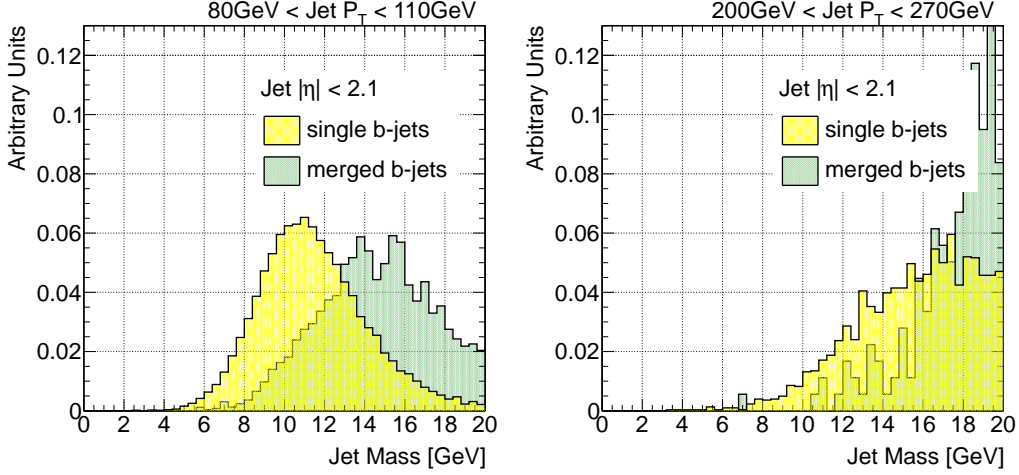 80GeV < Jet P_T < 110GeV
Arbitrary Units
0.12
0.1
0.08
0.06
0.04
0.02
0
Jet |η| < 2.1
single b-jets
merged b-jets
0 2 4 6 8 10 12 14 16 18 20
Jet Mass [GeV]
200GeV < Jet P_T < 270GeV
Arbitrary Units
0.12
0.1
0.08
0.06
0.04
0.02
0
Jet |η| < 2.1
single b-jets
merged b-jets
0 2 4 6 8 10 12 14 16 18 20
Jet Mass [GeV]